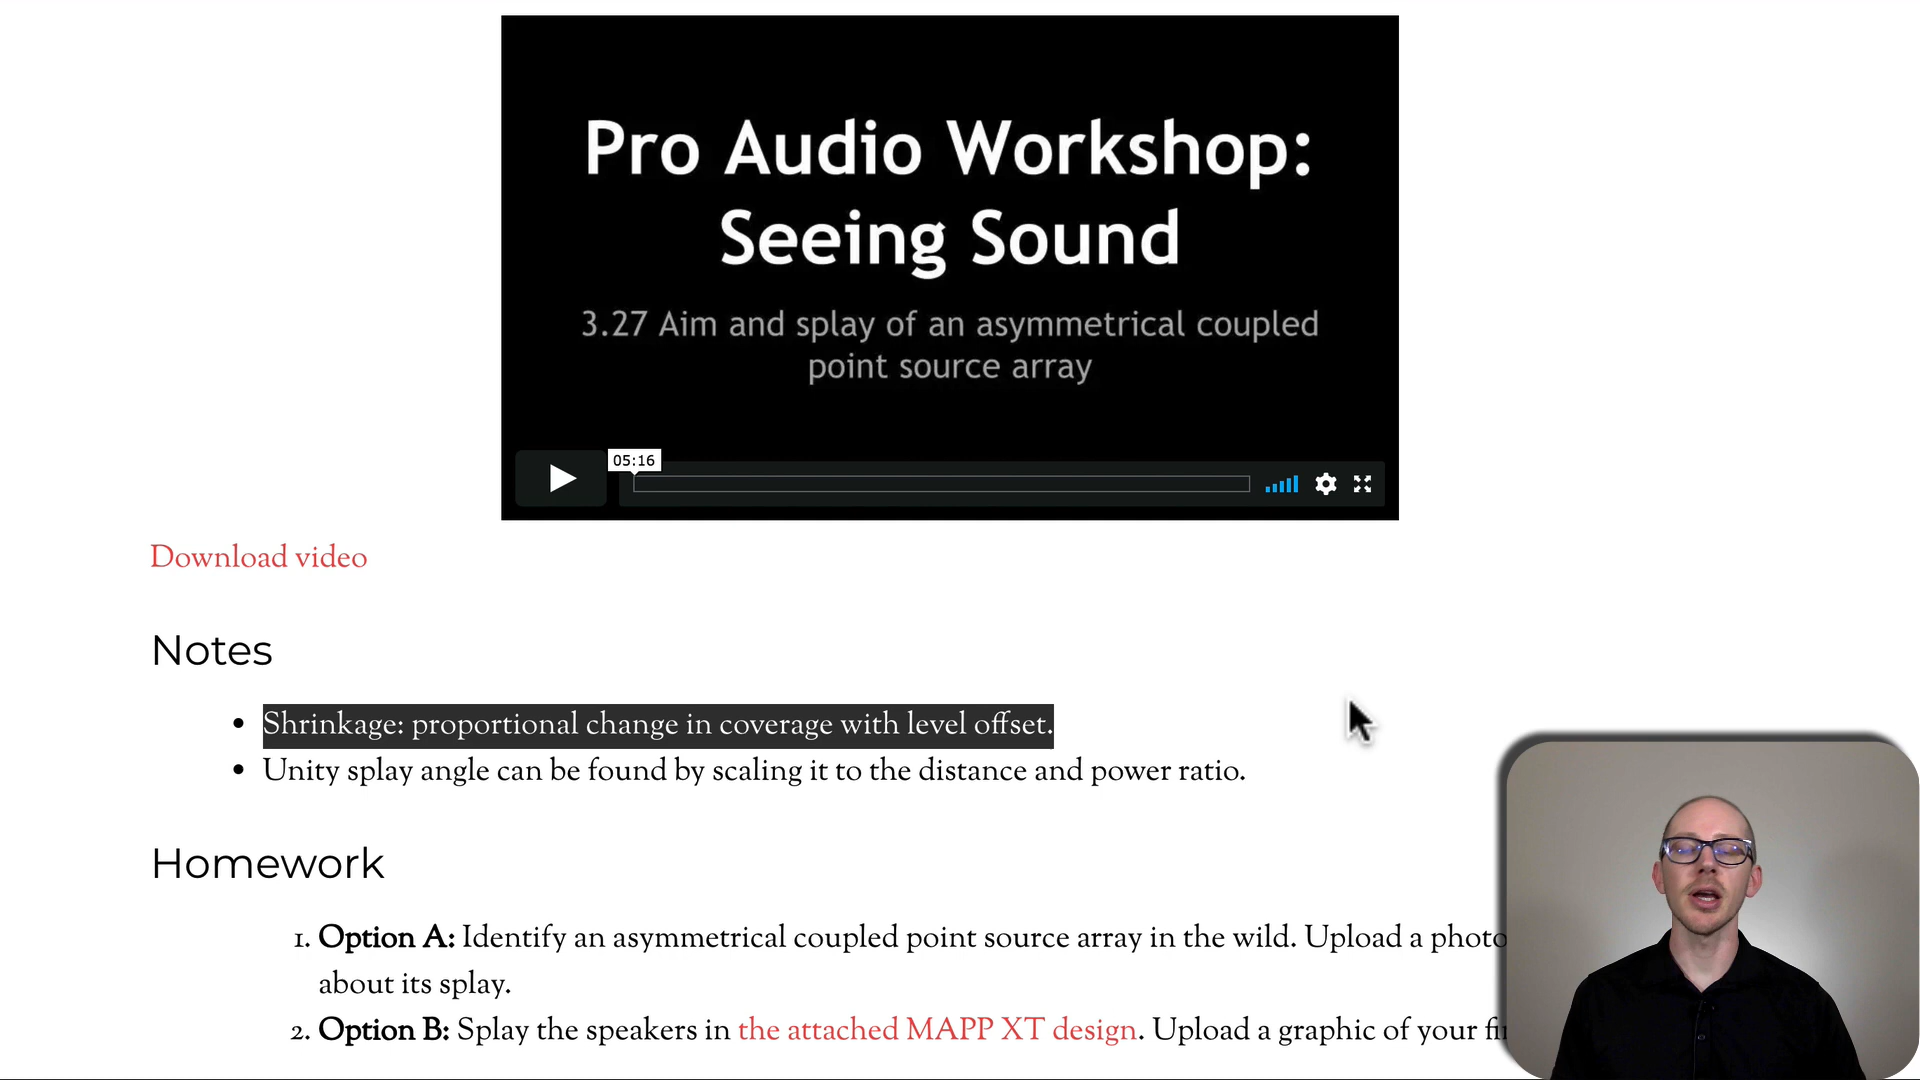 Pro Audio Workshop:
Seeing Sound
3.27 Aim and splay of an asymmetrical coupled
point source array
05:16
Download video
Notes
• Shrinkage: proportional change in coverage with level offset.
• Unity splay angle can be found by scaling it to the distance and power ratio.
Homework
1. Option A: Identify an asymmetrical coupled point source array in the wild. Upload a photo
about its splay.
2. Option B: Splay the speakers in the attached MAPP XT design. Upload a graphic of your